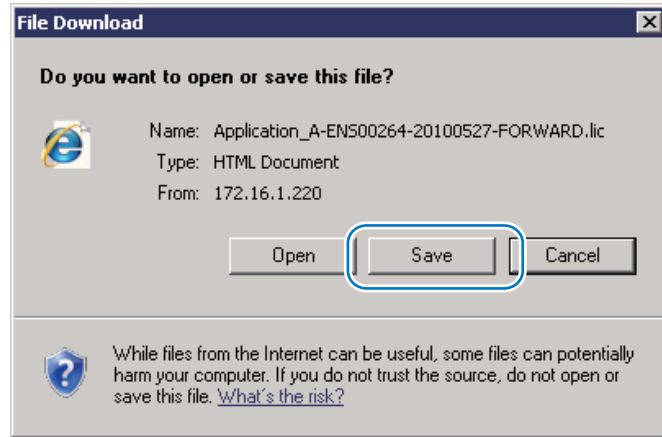 File Download
Do you want to open or save this file?
Name: Application_A-ENS00264-20100527-FORWARD.lic
Type: HTML Document
From: 172.16.1.220
Open Save Cancel
While files from the Internet can be useful, some files can potentially
harm your computer. If you do not trust the source, do not open or
save this file. What's the risk?